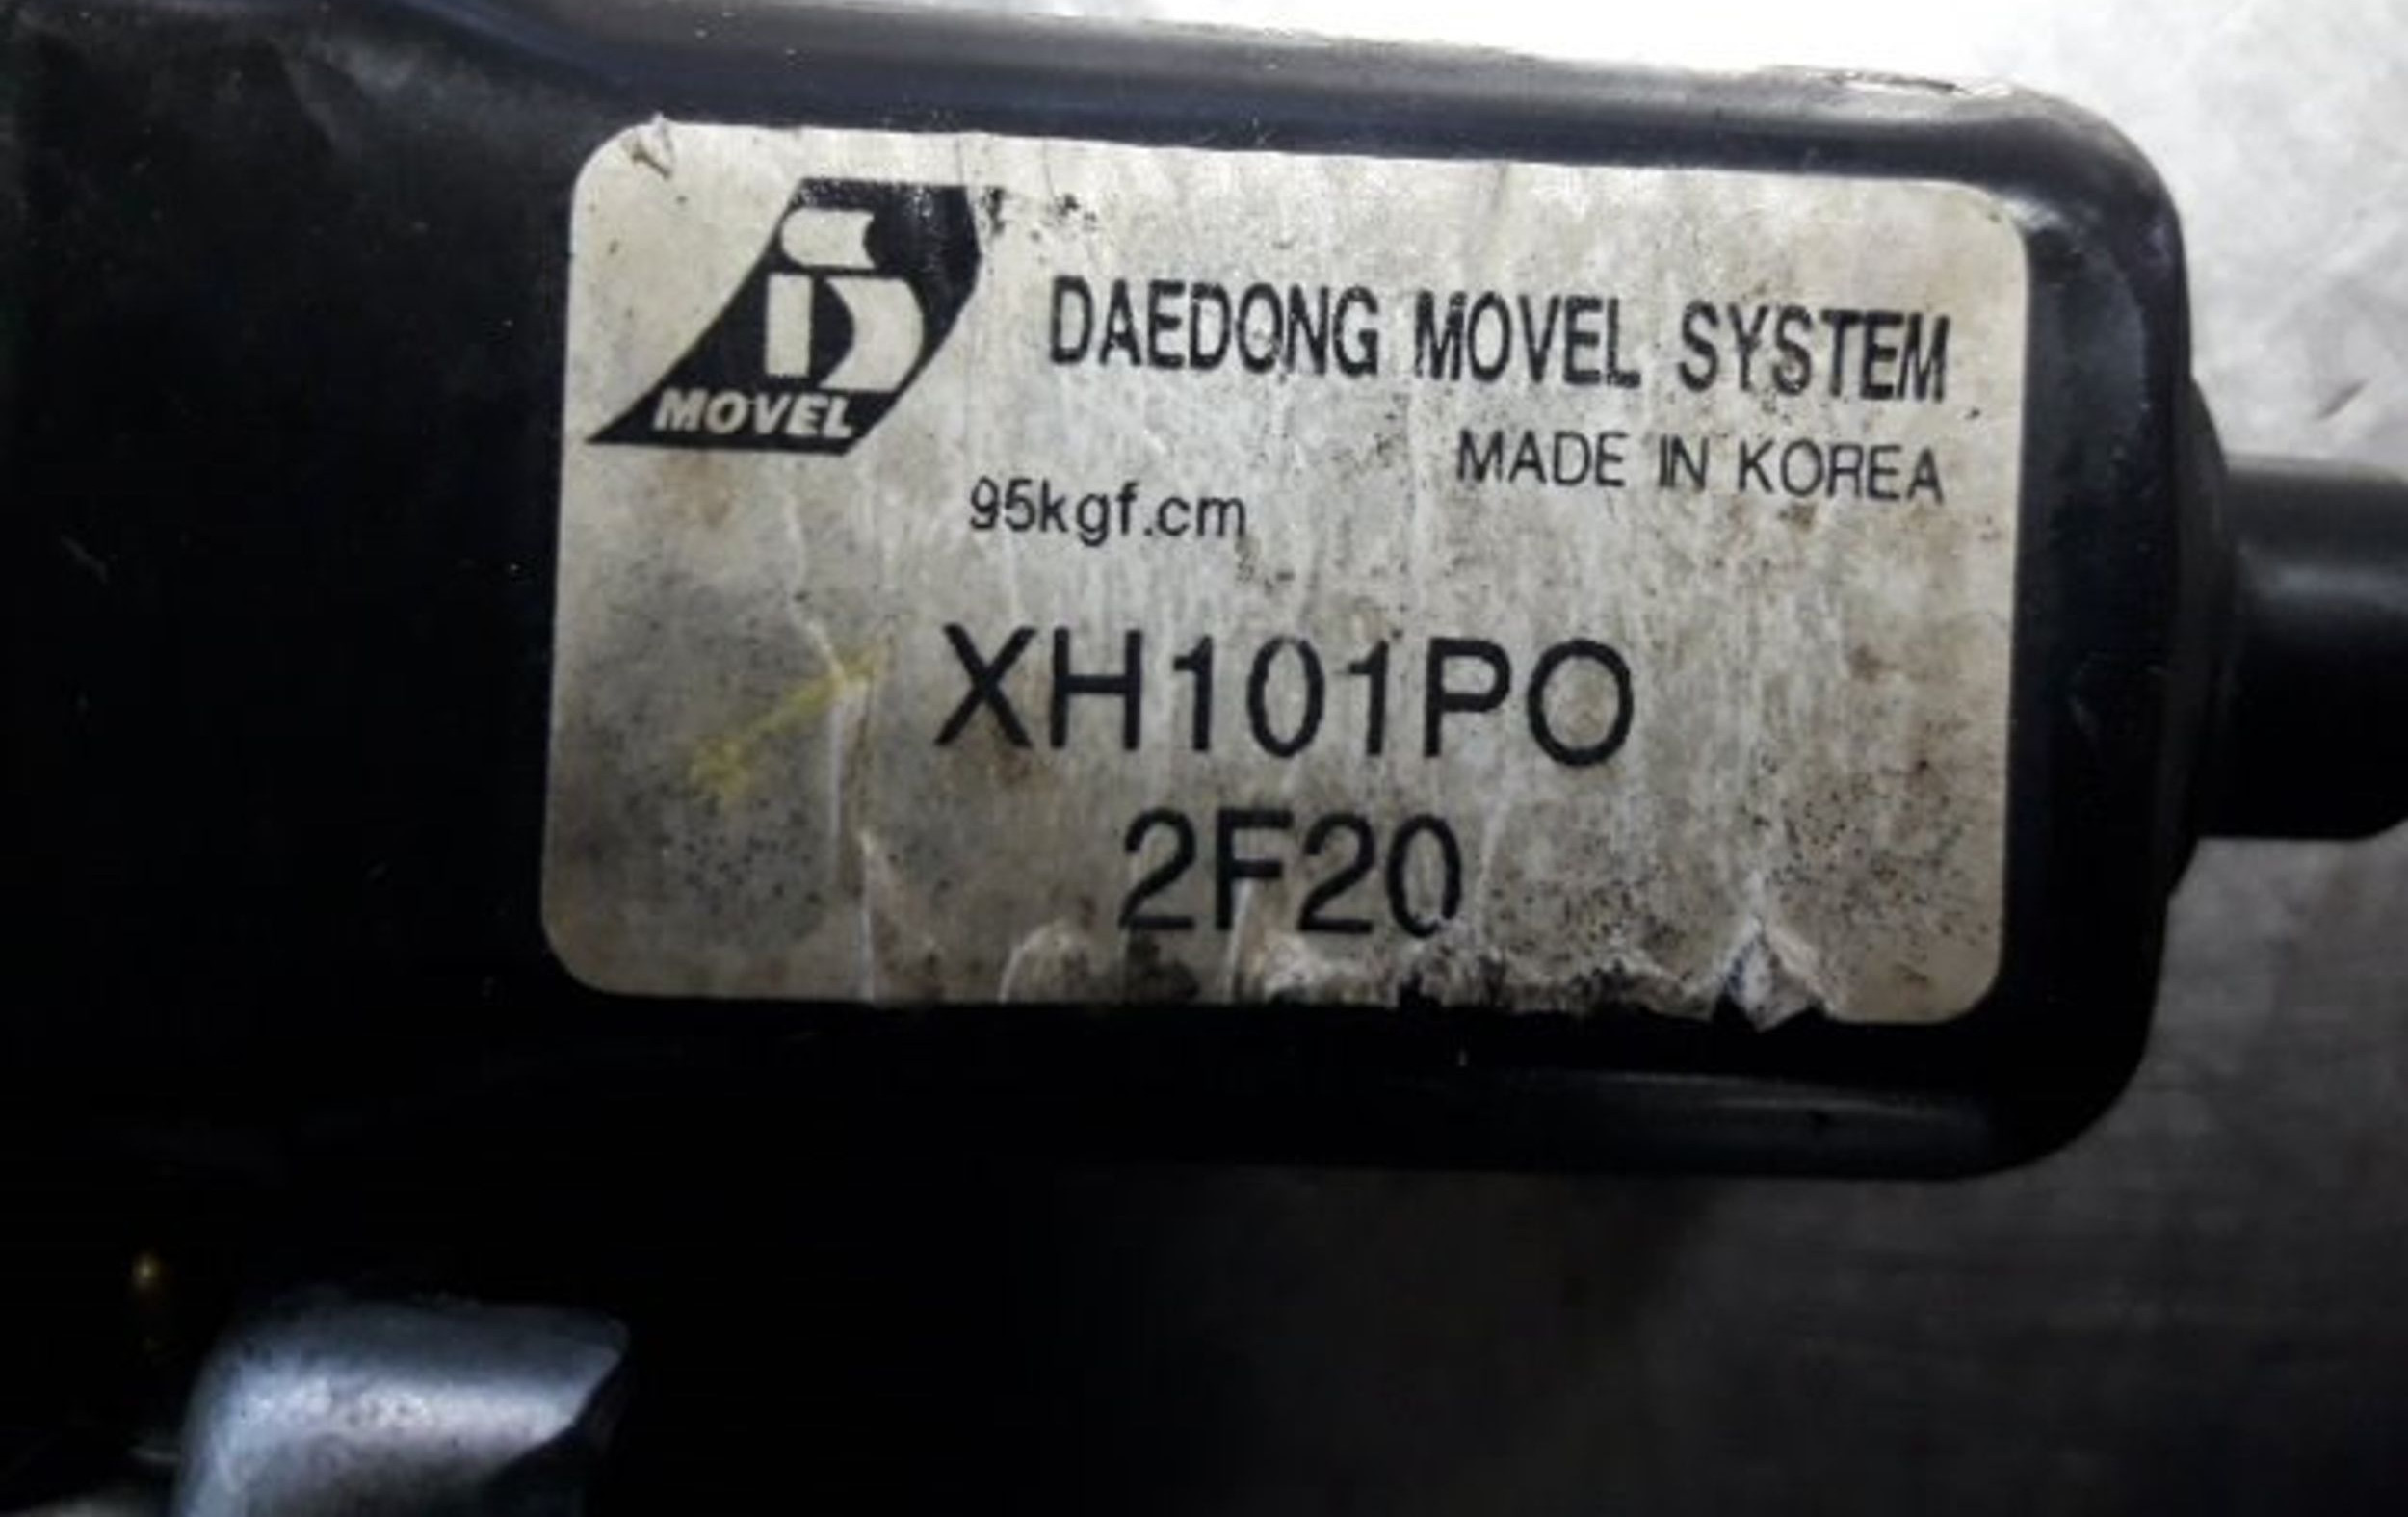 MOVEL
DAEDONG MOVEL SYSTEM
MADE IN KOREA
95kgf.cm
XH101PO
2F20